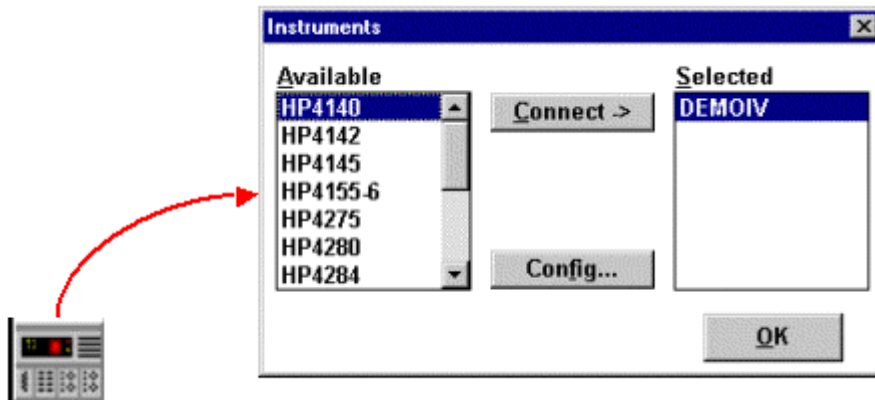 Instruments
Available
HP4140
HP4142
HP4145
HP4155-6
HP4275
HP4280
HP4284
Connect ->
Config...
Selected
DEMOIV
OK